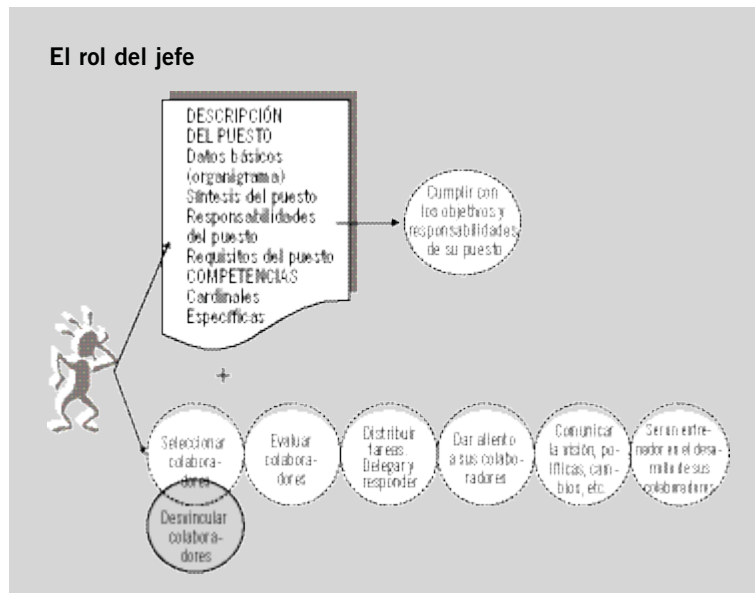 El rol del jefe
DESCRIPCIÓN
DEL PUESTO
Datos básicos
(organigrama)
Síntesis del puesto
Responsabilidades
del puesto
Requisitos del puesto
COMPETENCIAS
Cardinales
Específicas
Cumplir con
los objetivos y
responsabilidades
de su puesto
+
Seleccionar
colabora-
dores
Desvincular
colabora-
dores
Evaluar
colabora-
dores
Distribuir
tareas.
Delegar y
responder
Dar aliento
a sus colabo-
radores
Comunicar
la visión, po-
líticas, cam-
bios, etc.
Ser un entre-
nador en el desa-
rrollo de sus
colaboradores